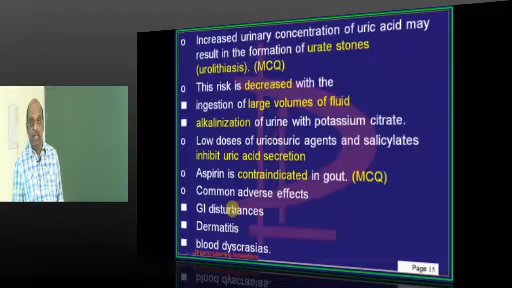 Increased urinary concentration of uric acid may
result in the formation of urate stones
(urolithiasis). (MCQ)
This risk is decreased with the
ingestion of large volumes of fluid
alkalinization of urine with potassium citrate.
Low doses of uricosuric agents and salicylates
inhibit uric acid secretion
Aspirin is contraindicated in gout. (MCQ)
Common adverse effects
GI disturbances
Dermatitis
blood dyscrasias.
Page 15